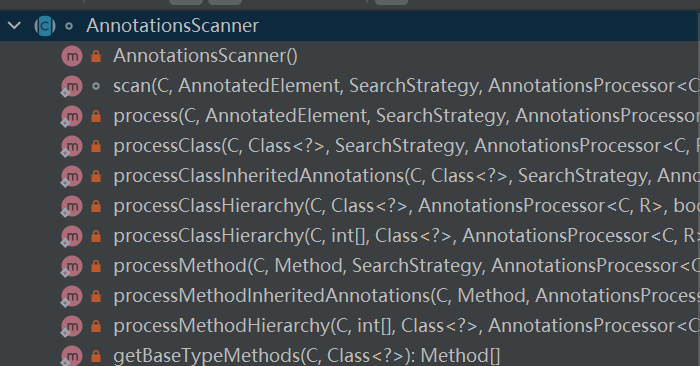 AnnotationsScanner
AnnotationsScanner()
scan(C, AnnotatedElement, SearchStrategy, AnnotationsProcessor<C
process(C, AnnotatedElement, SearchStrategy, AnnotationsProcessor
processClass(C, Class<?>, SearchStrategy, AnnotationsProcessor<C,
processClassInheritedAnnotations(C, Class<?>, SearchStrategy, Anno
processClassHierarchy(C, Class<?>, AnnotationsProcessor<C, R>, boo
processClassHierarchy(C, int[], Class<?>, AnnotationsProcessor<C, R>
processMethod(C, Method, SearchStrategy, AnnotationsProcessor<C
processMethodInheritedAnnotations(C, Method, AnnotationsProcess
processMethodHierarchy(C, int[], Class<?>, AnnotationsProcessor<C
getBaseTypeMethods(C, Class<?>): Method[]